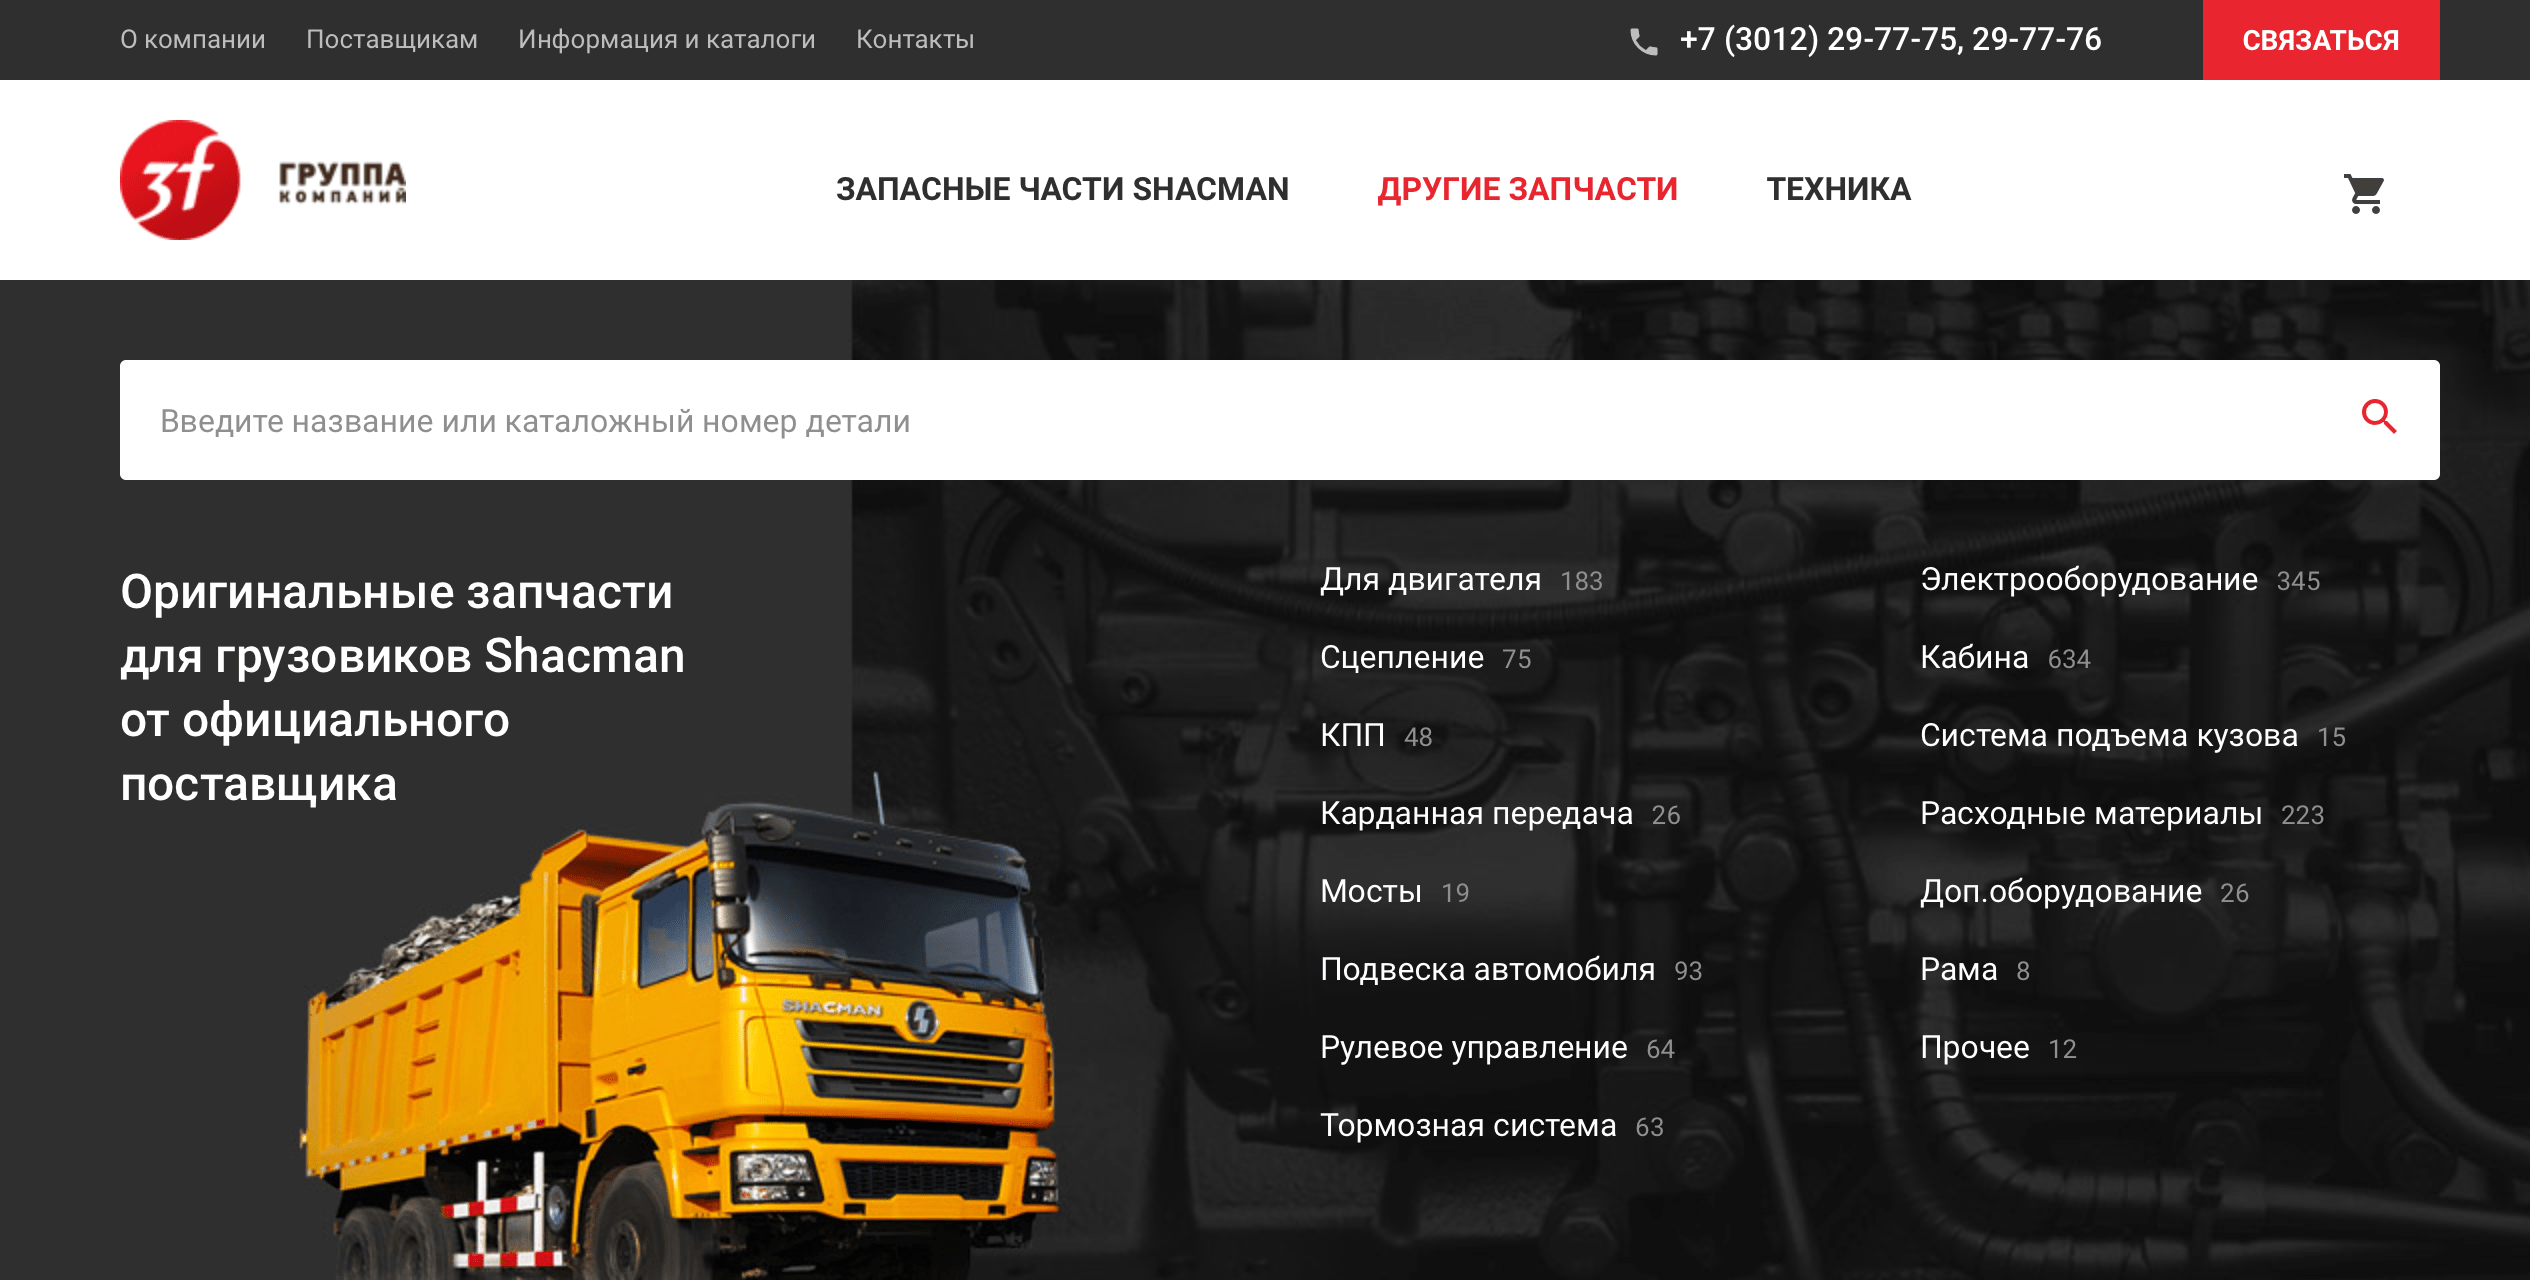 О компании
Поставщикам
Информация и каталоги
Контакты
+7 (3012) 29-77-75, 29-77-76
СВЯЗАТЬСЯ
3f
ГРУППА
КОМПАНИЙ
ЗАПАСНЫЕ ЧАСТИ SHACMAN
ДРУГИЕ ЗАПЧАСТИ
ТЕХНИКА
Введите название или каталожный номер детали
Оригинальные запчасти
для грузовиков Shacman
от официального
поставщика
SHACMAN
Для двигателя 183
Сцепление 75
КПП 48
Карданная передача 26
Мосты 19
Подвеска автомобиля 93
Рулевое управление 64
Тормозная система 63
Электрооборудование 345
Кабина 634
Система подъема кузова 15
Расходные материалы 223
Доп.оборудование 26
Рама 8
Прочее 12